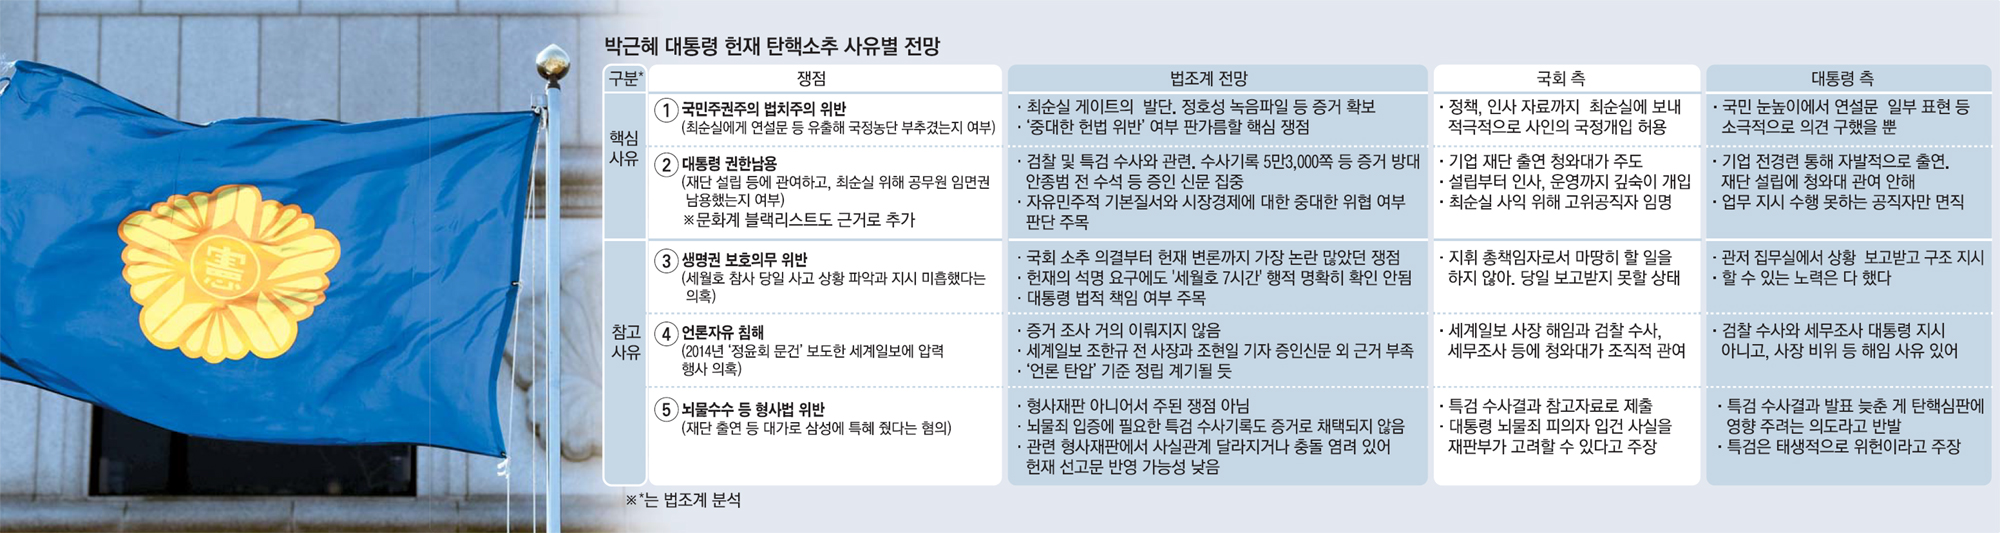 憲
박근혜 대통령 헌재 탄핵소추 사유별 전망
구분* 쟁점 법조계 전망 국회 측 대통령 측
핵심
사유
① 국민주권주의 법치주의 위반
(최순실에게 연설문 등 유출해 국정농단 부추겼는지 여부)
· 최순실 게이트의 발단. 정호성 녹음파일 등 증거 확보
· ‘중대한 헌법 위반’ 여부 판가름할 핵심 쟁점
· 정책, 인사 자료까지 최순실에 보내
적극적으로 사인의 국정개입 허용
· 국민 눈높이에서 연설문 일부 표현 등
소극적으로 의견 구했을 뿐
② 대통령 권한남용
(재단 설립 등에 관여하고, 최순실 위해 공무원 임면권
남용했는지 여부)
※문화계 블랙리스트도 근거로 추가
· 검찰 및 특검 수사와 관련. 수사기록 5만3,000쪽 등 증거 방대
안종범 전 수석 등 증인 신문 집중
· 자유민주적 기본질서와 시장경제에 대한 중대한 위협 여부
판단 주목
· 기업 재단 출연 청와대가 주도
· 설립부터 인사, 운영까지 깊숙이 개입
· 최순실 사익 위해 고위공직자 임명
· 기업 전경련 통해 자발적으로 출연.
재단 설립에 청와대 관여 안해
· 업무 지시 수행 못하는 공직자만 면직
참고
사유
③ 생명권 보호의무 위반
(세월호 참사 당일 사고 상황 파악과 지시 미흡했다는
의혹)
· 국회 소추 의결부터 헌재 변론까지 가장 논란 많았던 쟁점
· 헌재의 석명 요구에도 '세월호 7시간' 행적 명확히 확인 안됨
· 대통령 법적 책임 여부 주목
· 지휘 총책임자로서 마땅히 할 일을
하지 않아. 당일 보고받지 못할 상태
· 관저 집무실에서 상황 보고받고 구조 지시
· 할 수 있는 노력은 다 했다
④ 언론자유 침해
(2014년 ‘정윤회 문건’ 보도한 세계일보에 압력
행사 의혹)
· 증거 조사 거의 이뤄지지 않음
· 세계일보 조한규 전 사장과 조현일 기자 증인신문 외 근거 부족
· ‘언론 탄압’ 기준 정립 계기될 듯
· 세계일보 사장 해임과 검찰 수사,
세무조사 등에 청와대가 조직적 관여
· 검찰 수사와 세무조사 대통령 지시
아니고, 사장 비위 등 해임 사유 있어
⑤ 뇌물수수 등 형사법 위반
(재단 출연 등 대가로 삼성에 특혜 줬다는 혐의)
· 형사재판 아니어서 주된 쟁점 아님
· 뇌물죄 입증에 필요한 특검 수사기록도 증거로 채택되지 않음
· 관련 형사재판에서 사실관계 달라지거나 충돌 염려 있어
헌재 선고문 반영 가능성 낮음
· 특검 수사결과 참고자료로 제출
· 대통령 뇌물죄 피의자 입건 사실을
재판부가 고려할 수 있다고 주장
· 특검 수사결과 발표 늦춘 게 탄핵심판에
영향 주려는 의도라고 반발
· 특검은 태생적으로 위헌이라고 주장
※*는 법조계 분석